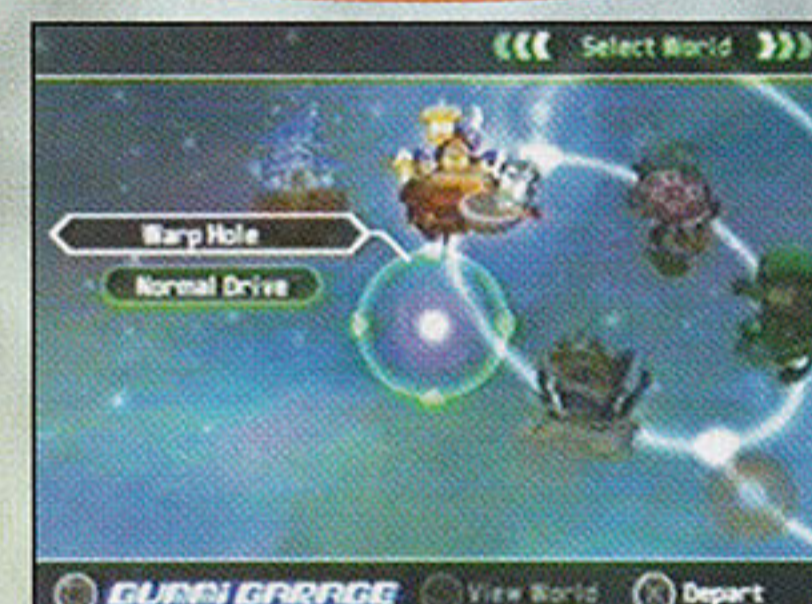 Select World
Warp Hole
Normal Drive
GUMMI GARAGE
View World
Depart